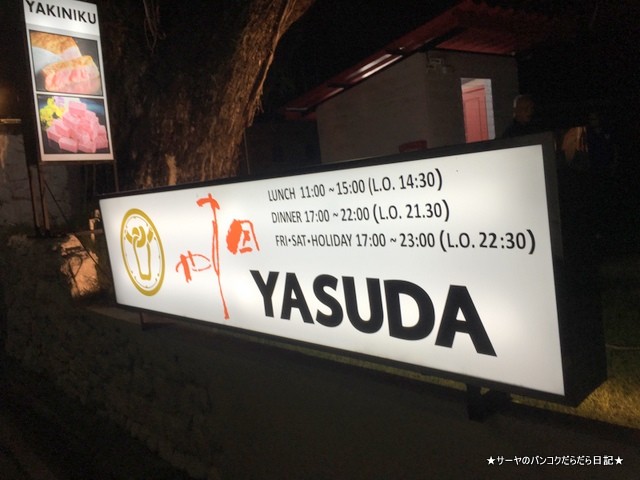 YAKINIKU
LUNCH 11:00 ~ 15:00 (L.O. 14:30)
DINNER 17:00 ~ 22:00 (L.O. 21.30)
FRI・SAT・HOLIDAY 17:00 ~ 23:00 (L.O. 22:30)
YASUDA
★サーヤのバンコクだらだら日記★